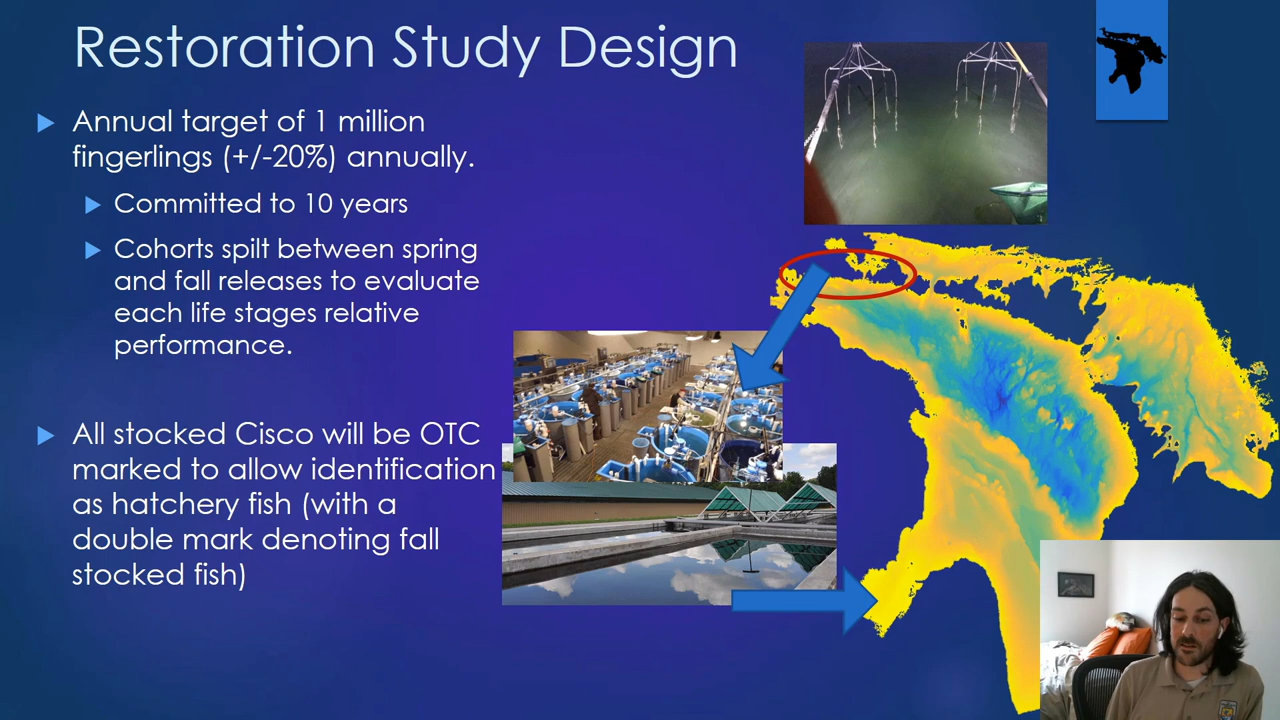 Restoration Study Design
Annual target of 1 million
fingerlings (+/-20%) annually.
Committed to 10 years
Cohorts spilt between spring
and fall releases to evaluate
each life stages relative
performance.
All stocked Cisco will be OTC
marked to allow identification
as hatchery fish (with a
double mark denoting fall
stocked fish)